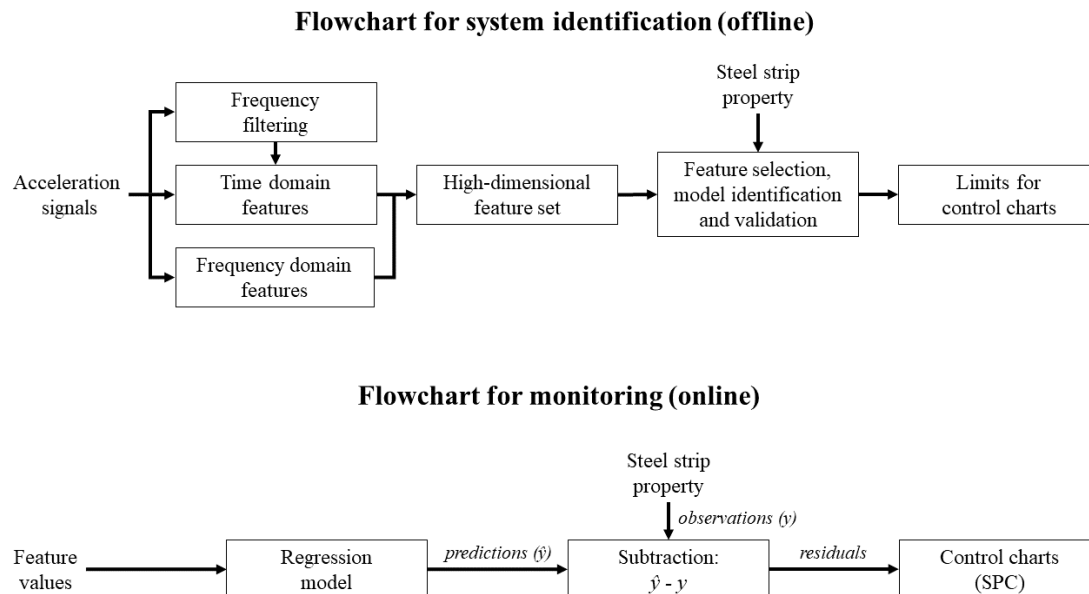 Flowchart for system identification (offline)
Steel strip
property
Frequency
filtering
Acceleration
signals
Time domain
features
Frequency domain
features
High-dimensional
feature set
Feature selection,
model identification
and validation
Limits for
control charts
Flowchart for monitoring (online)
Steel strip
property
observations (y)
Feature
values
Regression
model
predictions (ŷ)
Subtraction:
ŷ - y
residuals
Control charts
(SPC)